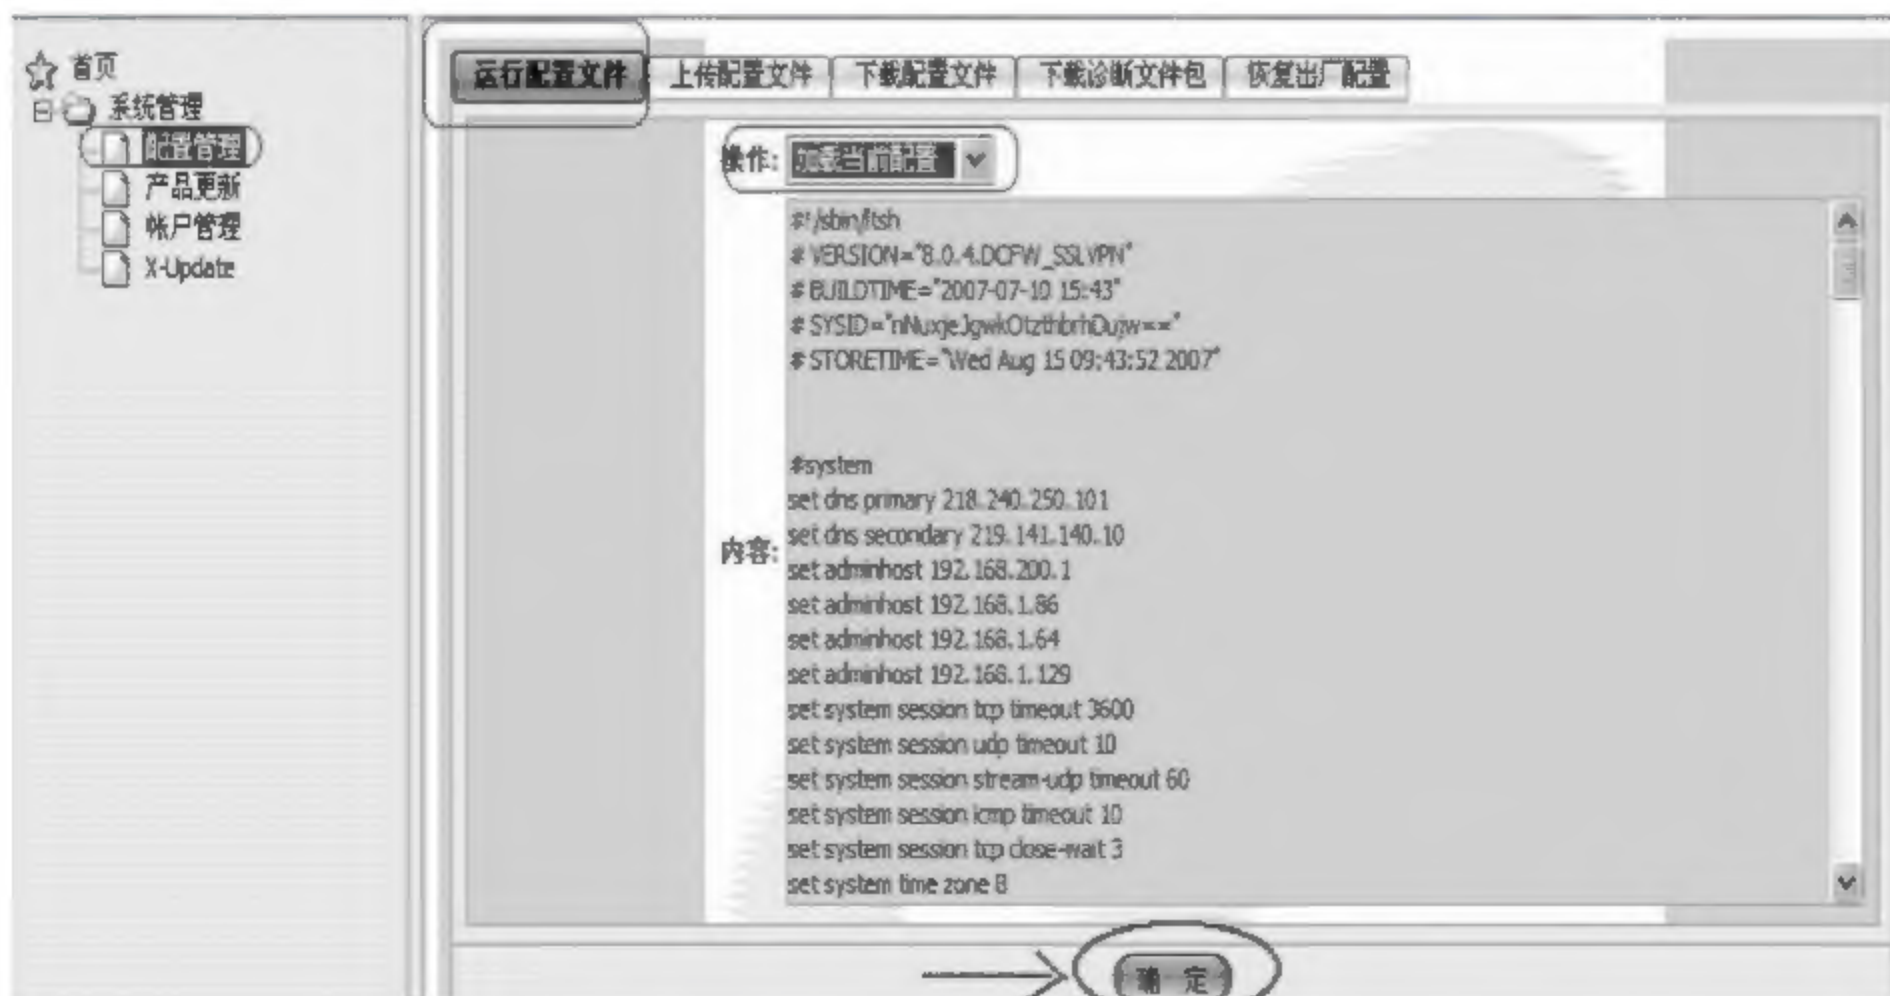 首页
系统管理
配置管理
产品更新
帐户管理
X-Update
运行配置文件 上传配置文件 下载配置文件 下载诊断文件包 恢复出厂配置
操作: 加载当前配置
#!/sbin/fitsh
# VERSION="8.0.4.DCFW_SSLVPN"
# BUILDTIME="2007-07-10 15:43"
# STORETIME="Wed Aug 15 09:43:52 2007"
#system
set dns primary 218.240.250.101
set dns secondary 219.141.140.10
内容:
set adminhost 192.168.200.1
set adminhost 192.168.1.86
set adminhost 192.168.1.64
set adminhost 192.168.1.129
set system session tcp timeout 3600
set system session udp timeout 10
set system session stream-udp timeout 60
set system session icmp timeout 10
set system session tcp close-wait 3
set system time zone 8
确 定